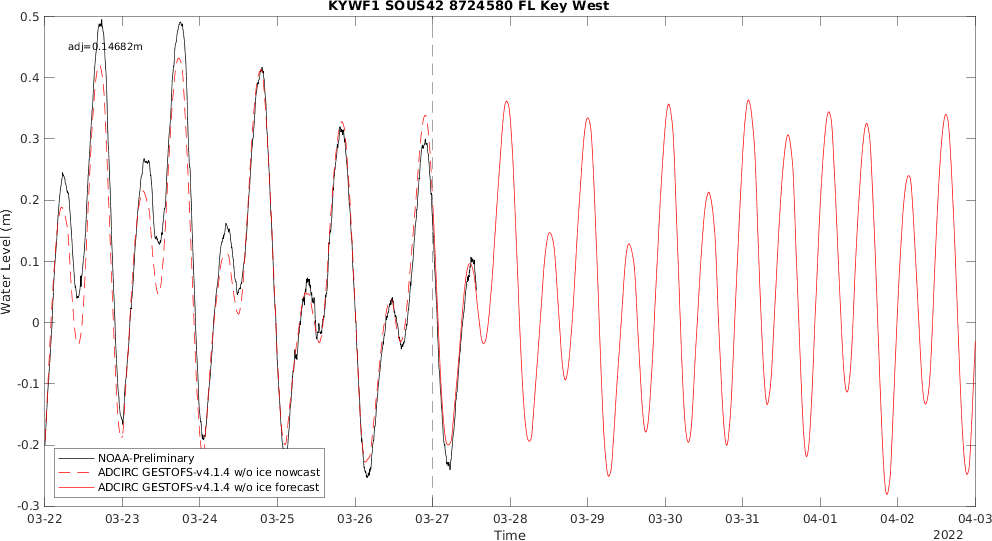 KYWF1 SOUS42 8724580 FL Key West
adj=0.14682m
0.5
0.4
0.3
0.2
0.1
0
-0.1
-0.2
-0.3
Water Level (m)
NOAA-Preliminary
ADCIRC GESTOFS-v4.1.4 w/o ice nowcast
ADCIRC GESTOFS-v4.1.4 w/o ice forecast
03-22 03-23 03-24 03-25 03-26 03-27 03-28 03-29 03-30 03-31 04-01 04-02 04-03
Time
2022